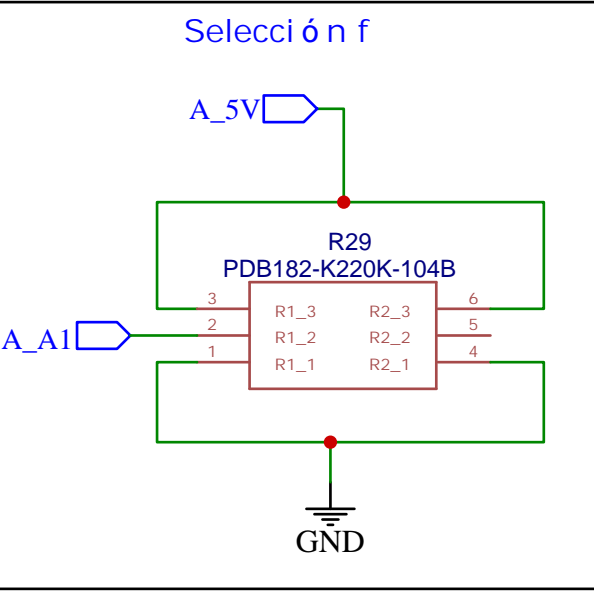 Selección f
A_5V
R29
PDB182-K220K-104B
3 R1_3 R2_3 6
A_A1 2 R1_2 R2_2 5
1 R1_1 R2_1 4
GND